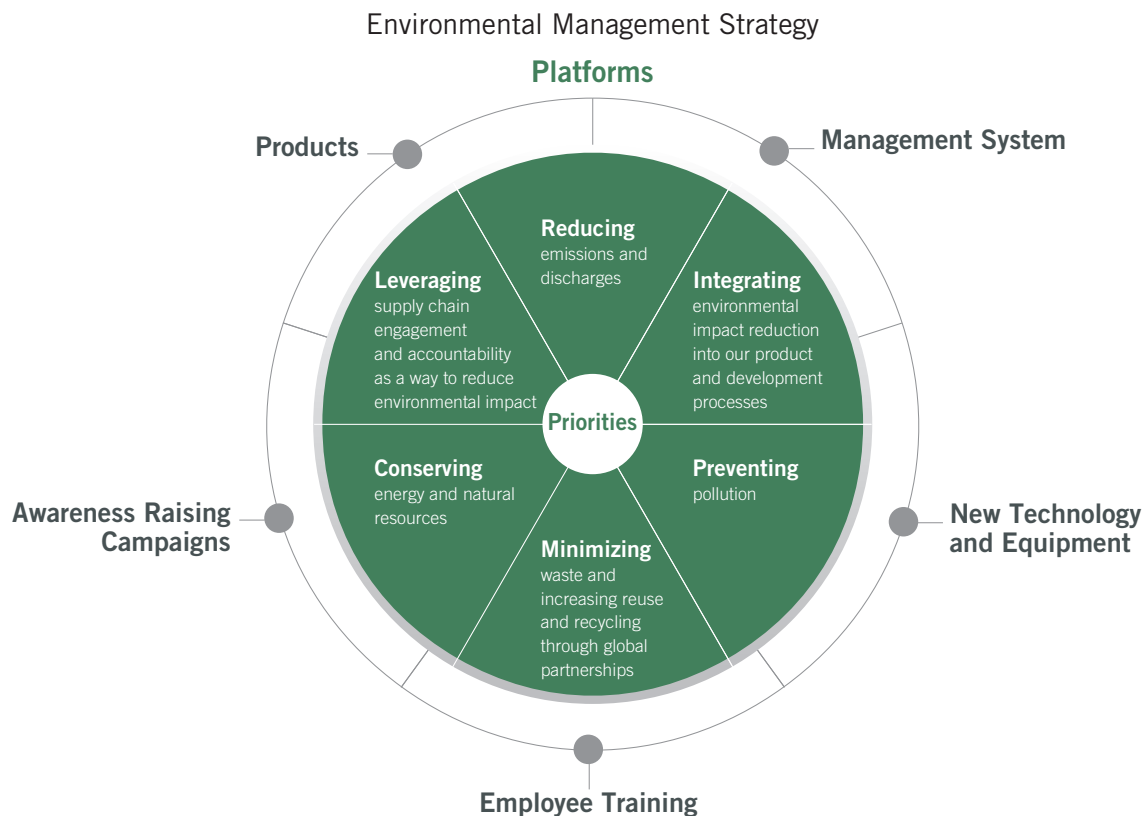 Environmental Management Strategy
Platforms
Products
Management System
Reducing
emissions and
discharges
Leveraging
supply chain
engagement
and accountability
as a way to reduce
environmental impact
Integrating
environmental
impact reduction
into our product
and development
processes
Priorities
Conserving
energy and natural
resources
Preventing
pollution
Minimizing
waste and
increasing reuse
and recycling
through global
partnerships
Awareness Raising
Campaigns
New Technology
and Equipment
Employee Training